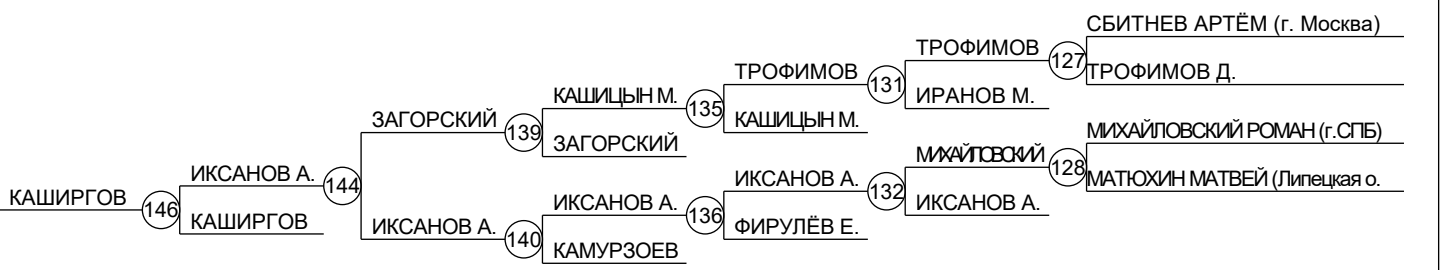 СБИТНЕВ АРТЁМ (г. Москва)
ТРОФИМОВ
127
ТРОФИМОВ Д.
ТРОФИМОВ
131
ИРАНОВ М.
КАШИЦЫН М.
135
КАШИЦЫН М.
ЗАГОРСКИЙ
139
ЗАГОРСКИЙ
МИХАЙЛОВСКИЙ РОМАН (г.СПБ)
МИХАЙЛОВСКИЙ
128
МАТЮХИН МАТВЕЙ (Липецкая о.
ИКСАНОВ А.
132
ИКСАНОВ А.
ИКСАНОВ А.
136
ФИРУЛЁВ Е.
ИКСАНОВ А.
144
ИКСАНОВ А.
140
КАМУРЗОЕВ
КАШИРГОВ
146
КАШИРГОВ